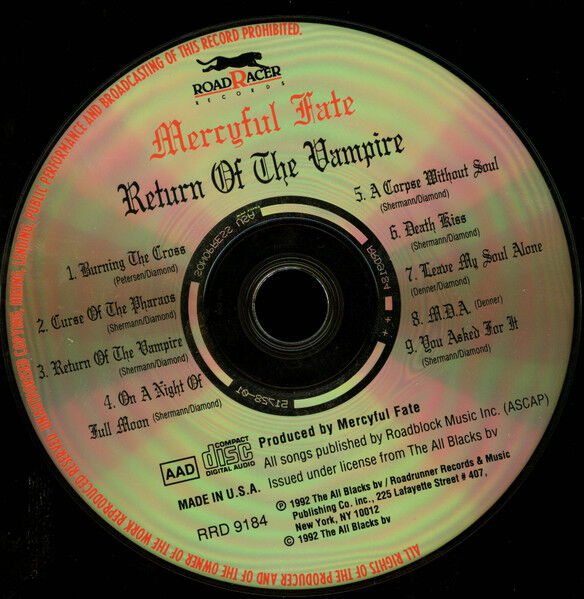 ROADRACER
RECORDS
Mercyful Fate
Return Of The Vampire
1. Burning The Cross
(Petersen/Diamond)
2. Curse Of The Pharaos
(Shermann/Diamond)
3. Return Of The Vampire
(Shermann/Diamond)
4. On A Night Of
Full Moon (Shermann/Diamond)
5. A Corpse Without Soul
(Shermann/Diamond)
6. Death Kiss
(Shermann/Diamond)
7. Leave My Soul Alone
(Denner/Diamond)
8. M.D.A. (Denner)
9. You Asked For It
(Shermann/Diamond)
SONOPRESS USA
RRD9184
S1728-01
AAD
COMPACT
disc
DIGITAL AUDIO
Produced by Mercyful Fate
All songs published by Roadblock Music Inc. (ASCAP)
Issued under license from The All Blacks bv
MADE IN U.S.A.
RRD 9184
℗ 1992 The All Blacks bv / Roadrunner Records & Music
Publishing Co. Inc., 225 Lafayette Street # 407,
New York, NY 10012
© 1992 The All Blacks bv
ALL RIGHTS OF THE PRODUCER AND OF THE OWNER OF THE WORK REPRODUCED RESERVED. UNAUTHORISED COPYING, HIRING, LENDING, PUBLIC PERFORMANCE AND BROADCASTING OF THIS RECORD PROHIBITED.